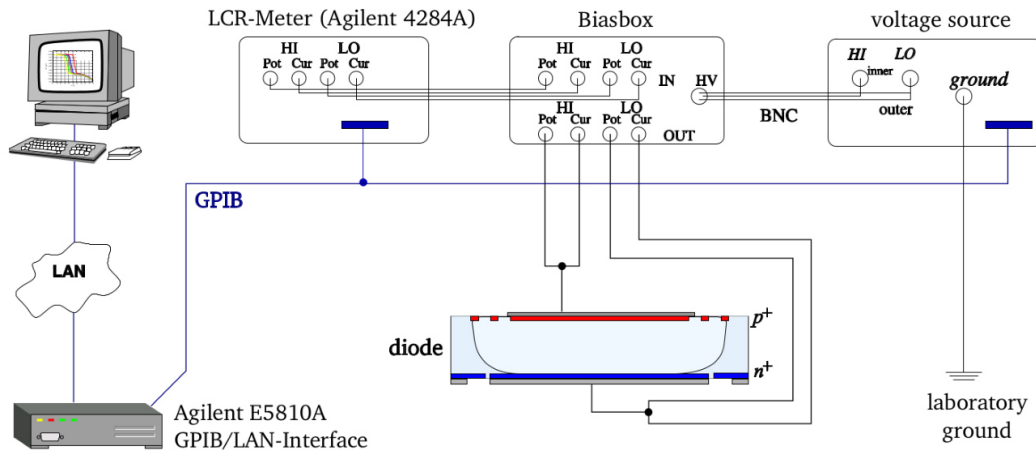 LCR-Meter (Agilent 4284A)
Biasbox
voltage source
HI LO
Pot Cur Pot Cur
HI LO
Pot Cur Pot Cur
IN
HV
HI
Pot Cur
LO
Pot Cur
OUT
BNC
HI LO
inner
outer
ground
GPIB
LAN
diode
p+
n+
Agilent E5810A
GPIB/LAN-Interface
laboratory
ground